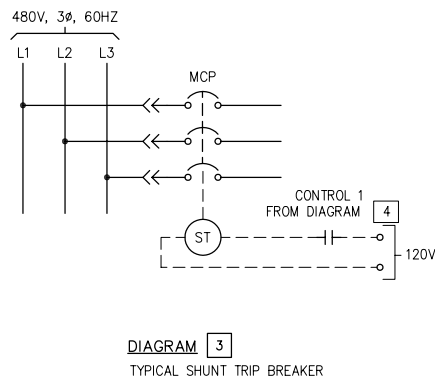 480V, 3ø, 60HZ
L1 L2 L3
MCP
CONTROL 1
FROM DIAGRAM 4
ST
120V
DIAGRAM 3
TYPICAL SHUNT TRIP BREAKER